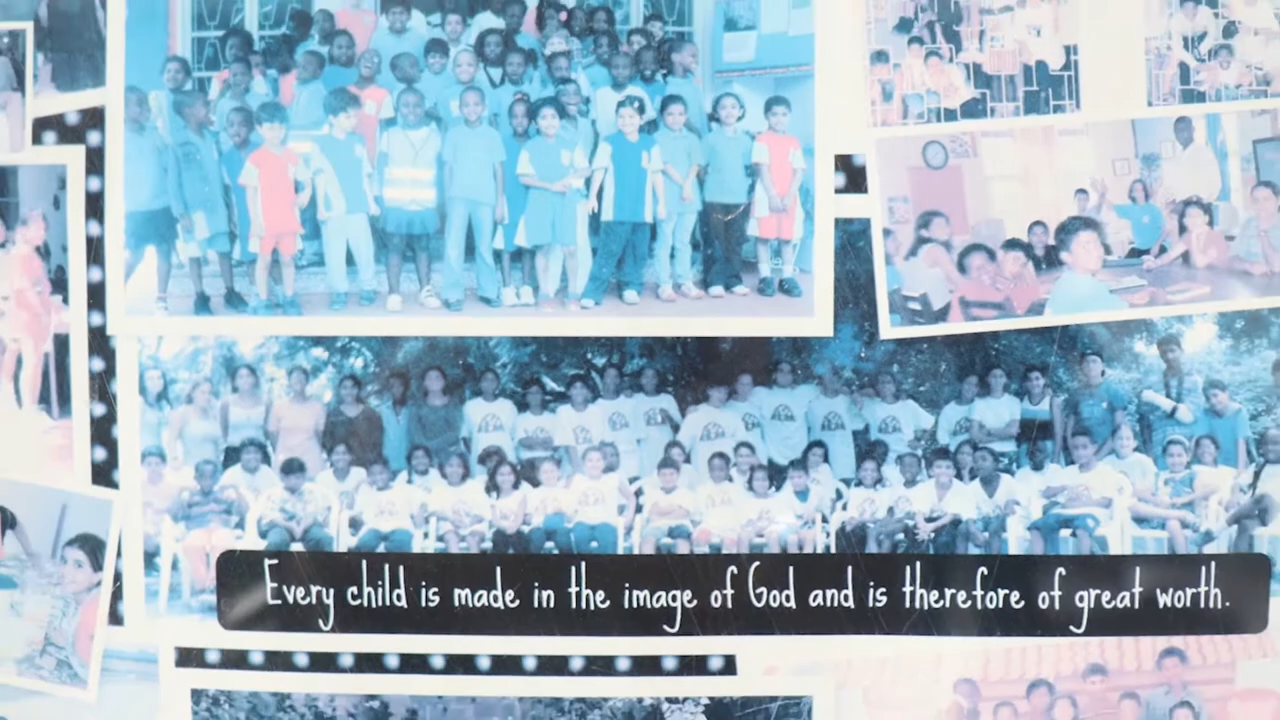 Every child is made in the image of God and is therefore of great worth.